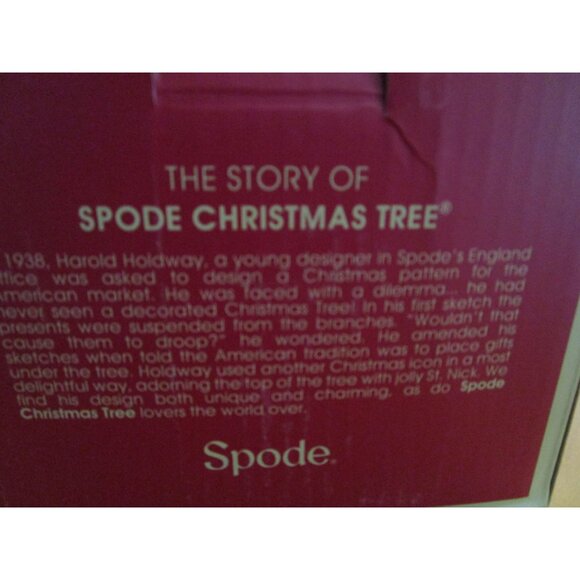 THE STORY OF
SPODE CHRISTMAS TREE®
1938, Harold Holdway, a young designer in Spode's England
ffice was asked to design a Christmas pattern for the
merican market. He was faced with a dilemma... he had
never seen a decorated Christmas Tree! In his first sketch the
presents were suspended from the branches. "Wouldn't that
cause them to droop?" he wondered. He amended his
sketches when told the American tradition was to place gifts
under the tree. Holdway used another Christmas icon in a most
delightful way, adorning the top of the tree with jolly St. Nick. We
find his design both unique and charming, as do Spode
Christmas Tree lovers the world over.
Spode®